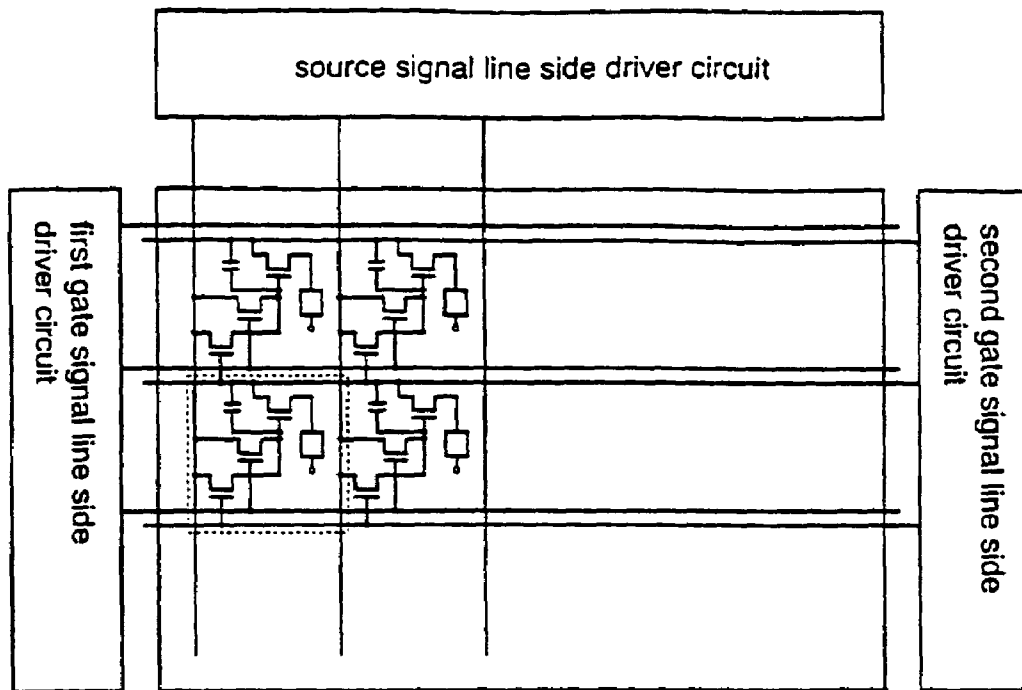 source signal line side driver circuit
first gate signal line side
driver circuit
second gate signal line side
driver circuit